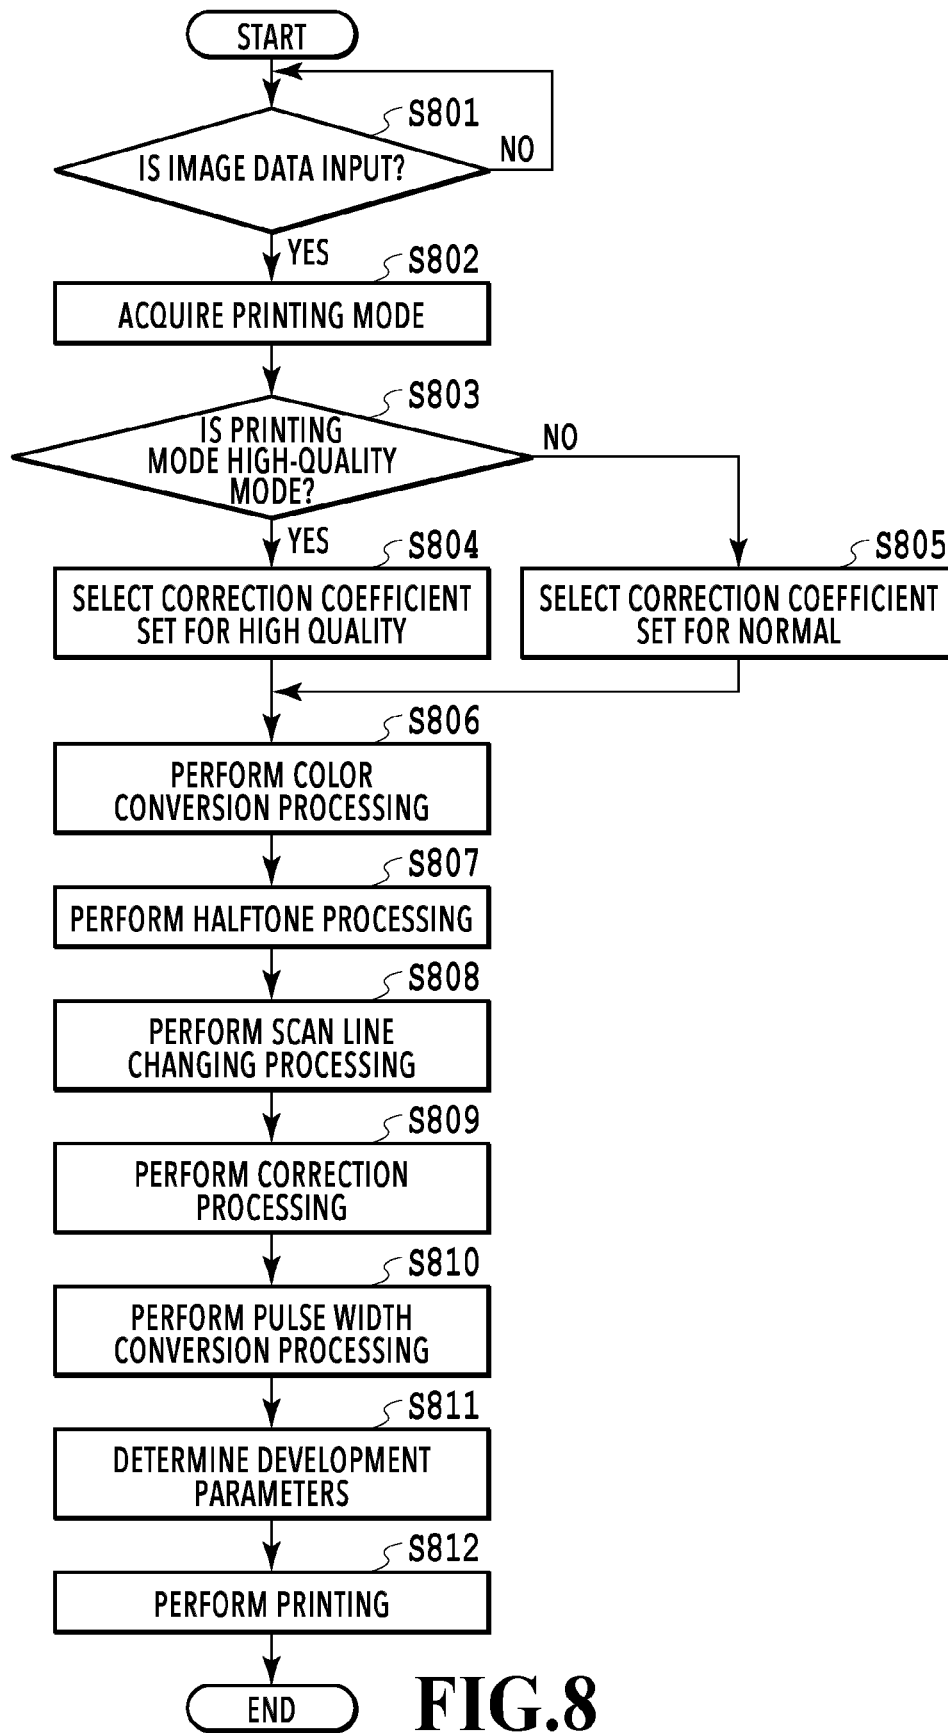 START
S801
IS IMAGE DATA INPUT?
NO
YES
S802
ACQUIRE PRINTING MODE
S803
IS PRINTING
MODE HIGH-QUALITY
MODE?
NO
YES
S804
SELECT CORRECTION COEFFICIENT
SET FOR HIGH QUALITY
S805
SELECT CORRECTION COEFFICIENT
SET FOR NORMAL
S806
PERFORM COLOR
CONVERSION PROCESSING
S807
PERFORM HALFTONE PROCESSING
S808
PERFORM SCAN LINE
CHANGING PROCESSING
S809
PERFORM CORRECTION
PROCESSING
S810
PERFORM PULSE WIDTH
CONVERSION PROCESSING
S811
DETERMINE DEVELOPMENT
PARAMETERS
S812
PERFORM PRINTING
END
FIG.8